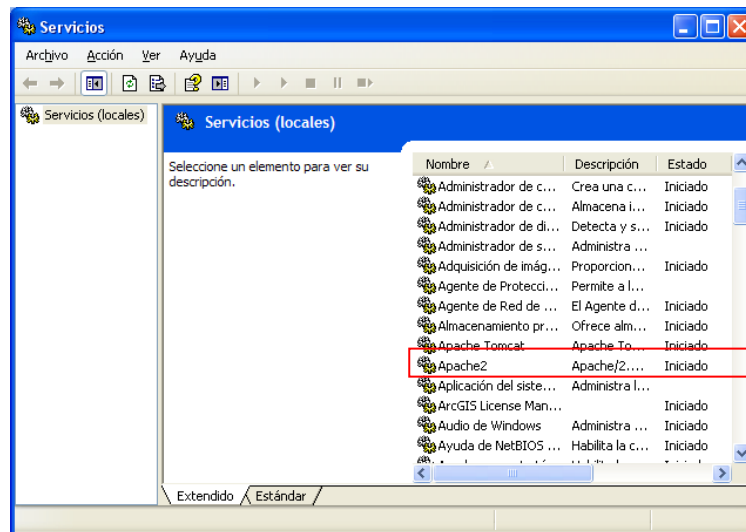 Servicios
Archivo Acción Ver Ayuda
Servicios (locales)
Servicios (locales)
Seleccione un elemento para ver su
descripción.
Nombre Descripción Estado
Administrador de c... Crea una c... Iniciado
Administrador de c... Almacena i... Iniciado
Administrador de di... Detecta y s... Iniciado
Administrador de s... Administra ...
Adquisición de imág... Proporcion... Iniciado
Agente de Protecci... Permite a l...
Agente de Red de ... El Agente d... Iniciado
Almacenamiento pr... Ofrece alm... Iniciado
Apache Tomcat Apache To... Iniciado
Apache2 Apache/2.... Iniciado
Aplicación del siste... Administra l...
ArcGIS License Man... Iniciado
Audio de Windows Administra ... Iniciado
Ayuda de NetBIOS ... Habilita la c... Iniciado
Extendido Estándar